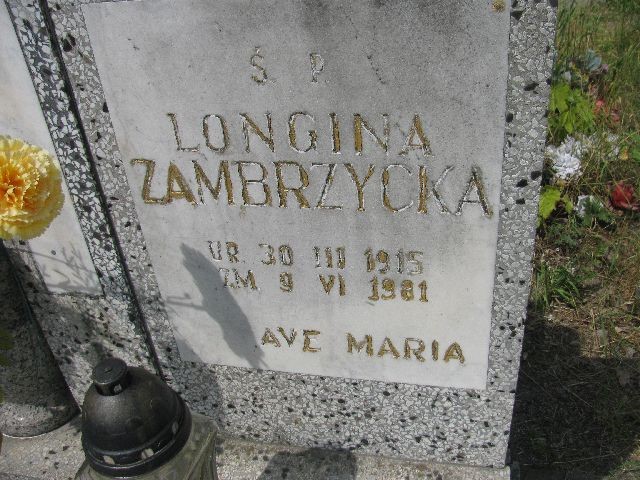 Ś. P.
LONGINA
ZAMBRZYCKA
UR. 30 III 1915
ZM. 9 VI 1981
AVE MARIA